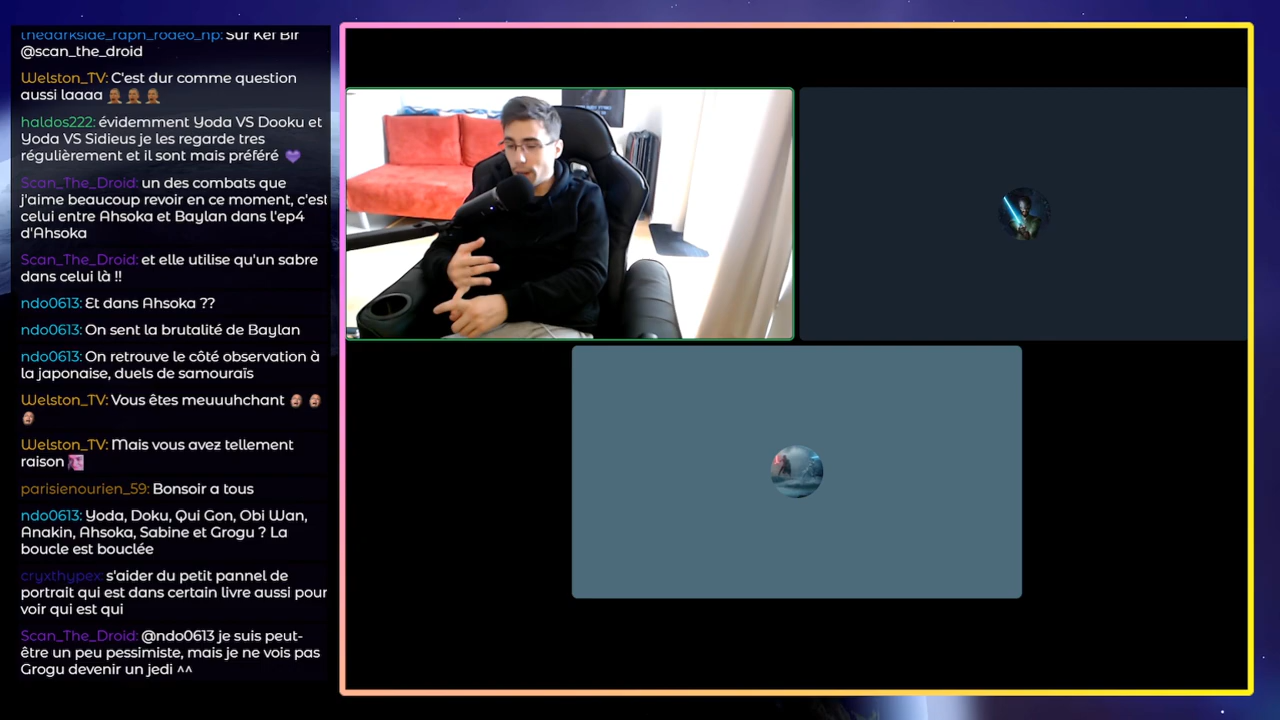 thedarkside_raph_rodeo_np: Sur Kef Bir
@scan_the_droid
Welston_TV: C'est dur comme question
aussi laaaa
haldos222: évidemment Yoda VS Dooku et
Yoda VS Sidieus je les regarde tres
régulièrement et il sont mais préféré
Scan_The_Droid: un des combats que
j'aime beaucoup revoir en ce moment, c'est
celui entre Ahsoka et Baylan dans l'ep4
d'Ahsoka
Scan_The_Droid: et elle utilise qu'un sabre
dans celui là !!
ndo0613: Et dans Ahsoka ??
ndo0613: On sent la brutalité de Baylan
ndo0613: On retrouve le côté observation à
la japonaise, duels de samouraïs
Welston_TV: Vous êtes meuuuhchant
Welston_TV: Mais vous avez tellement
raison
parisienourien_59: Bonsoir a tous
ndo0613: Yoda, Doku, Qui Gon, Obi Wan,
Anakin, Ahsoka, Sabine et Grogu ? La
boucle est bouclée
cryxthypex: s'aider du petit pannel de
portrait qui est dans certain livre aussi pour
voir qui est qui
Scan_The_Droid: @ndo0613 je suis peut-
être un peu pessimiste, mais je ne vois pas
Grogu devenir un jedi ^^